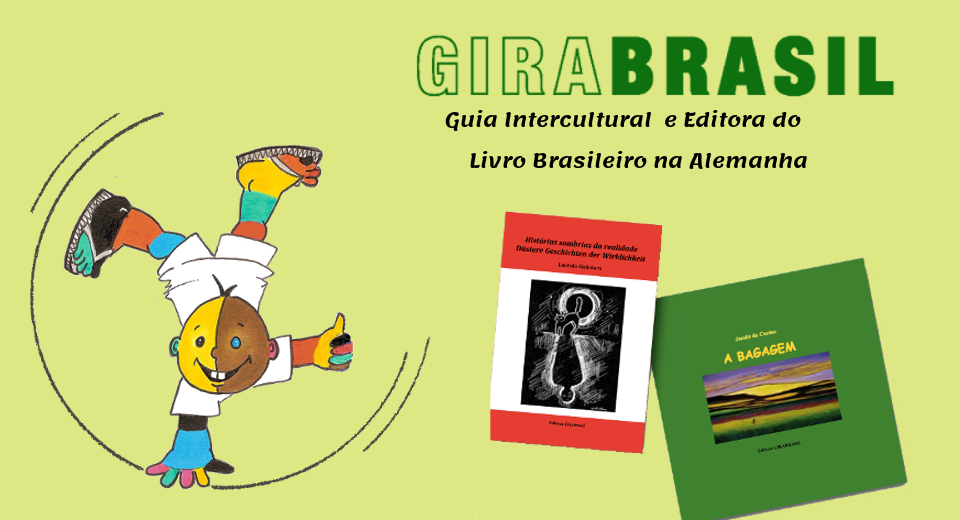 GIRABRASIL
Guia Intercultural e Editora do
Livro Brasileiro na Alemanha
Histórias sombrias da realidade
Düstere Geschichten der Wirklichkeit
A BAGAGEM